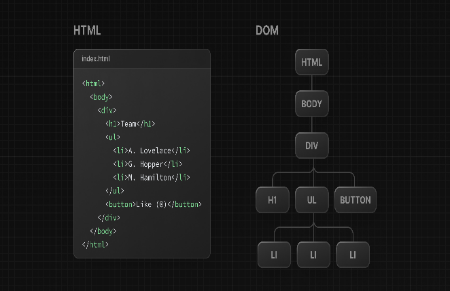 HTML
index.html
<html>
<body>
<div>
<h1>Team</h1>
<ul>
<li>A. Lovelace</li>
<li>G. Hopper</li>
<li>M. Hamilton</li>
</ul>
<button>Like (0)</button>
</div>
</body>
</html>
DOM
HTML
BODY
DIV
H1 UL BUTTON
LI LI LI